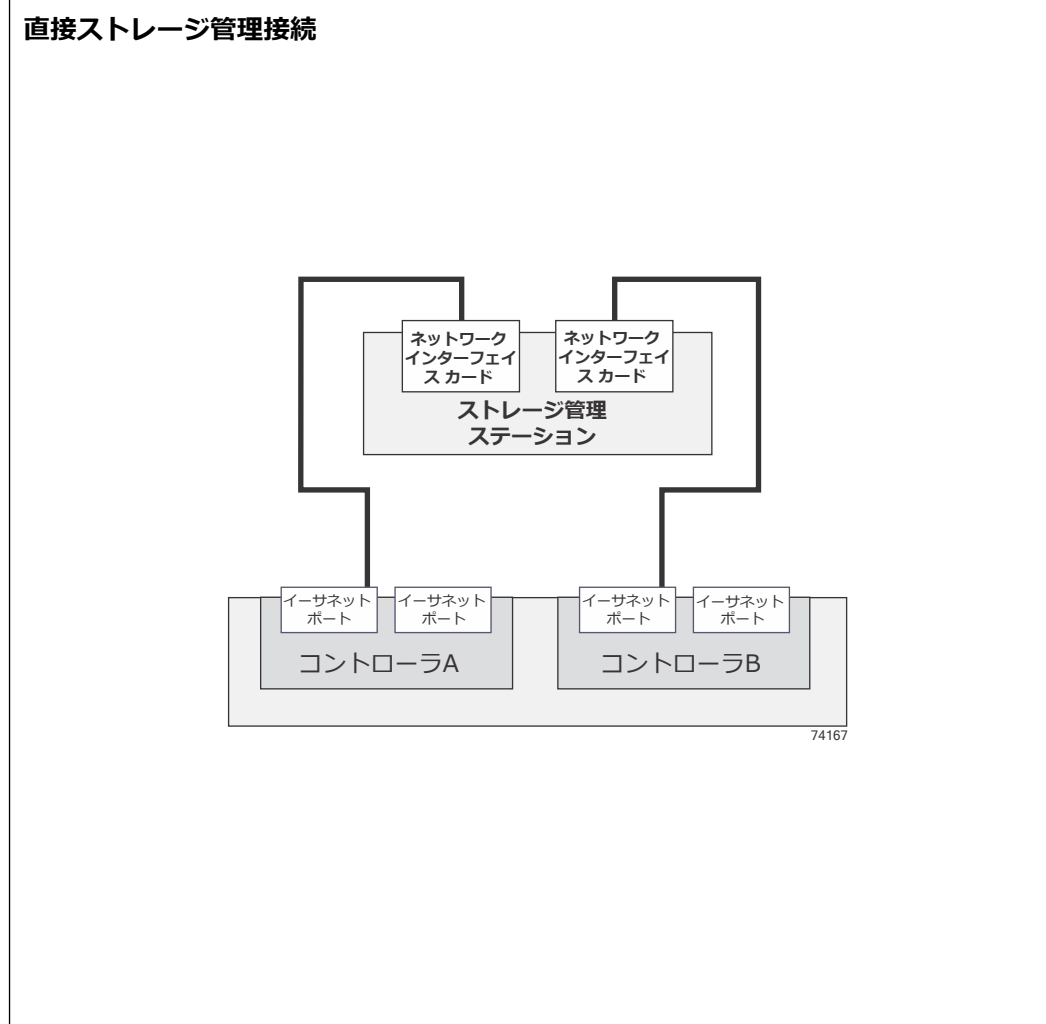 直接ストレージ管理接続
ネットワーク
インターフェイ
ス カード
ネットワーク
インターフェイ
ス カード
ストレージ管理
ステーション
イーサネット
ポート
イーサネット
ポート
イーサネット
ポート
イーサネット
ポート
コントローラA
コントローラB
74167